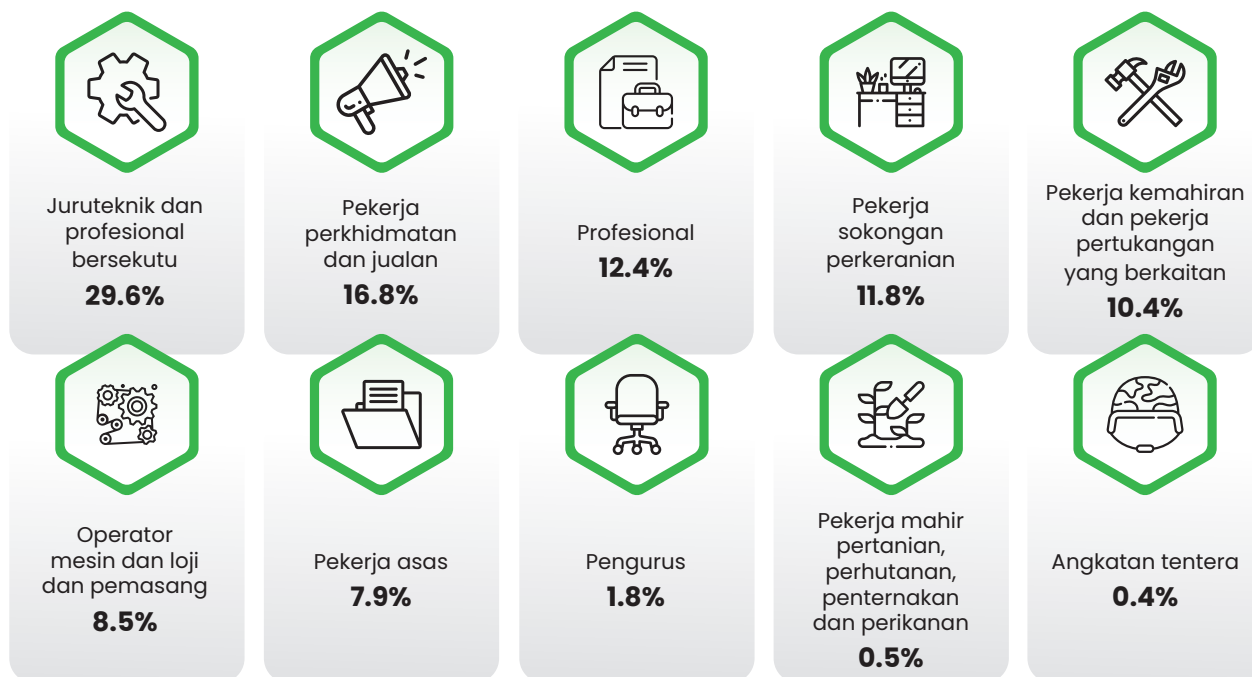 Juruteknik dan
profesional
bersekutu
29.6%
Pekerja
perkhidmatan
dan jualan
16.8%
Profesional
12.4%
Pekerja
sokongan
perkeranian
11.8%
Pekerja kemahiran
dan pekerja
pertukangan
yang berkaitan
10.4%
Operator
mesin dan loji
dan pemasang
8.5%
Pekerja asas
7.9%
Pengurus
1.8%
Pekerja mahir
pertanian,
perhutanan,
penternakan
dan perikanan
0.5%
Angkatan tentera
0.4%